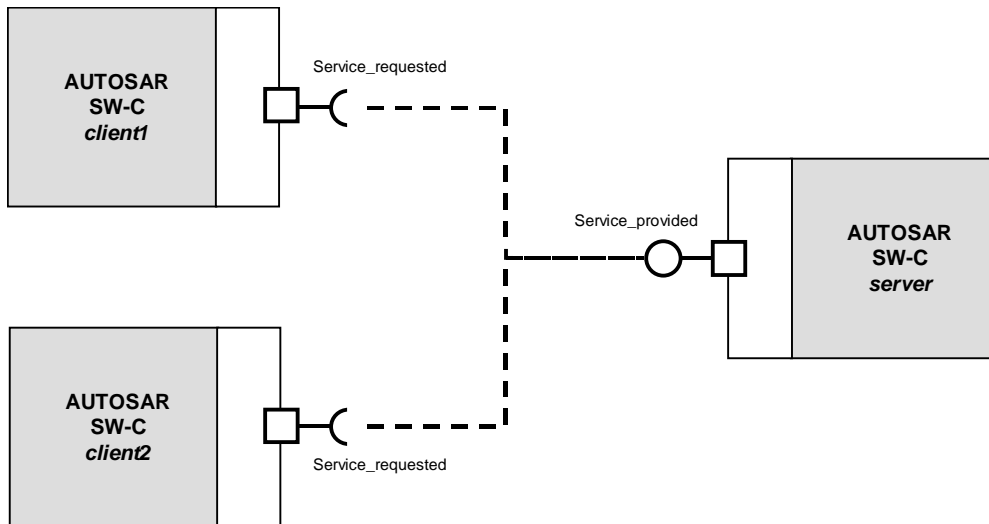 AUTOSAR
SW-C
client1
Service_requested
Service_provided
AUTOSAR
SW-C
server
AUTOSAR
SW-C
client2
Service_requested